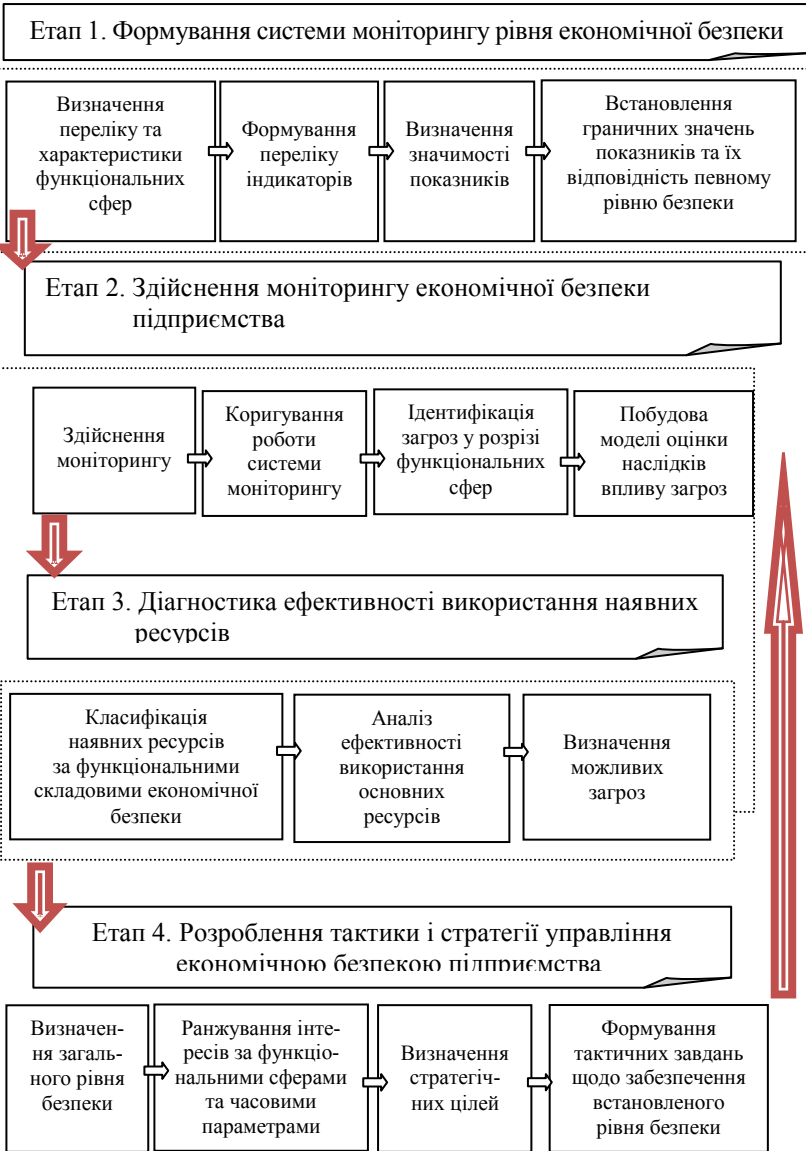 Етап 1. Формування системи моніторингу рівня економічної безпеки
Визначення
переліку та
характеристики
функціональних
сфер
Формування
переліку
індикаторів
Визначення
значимості
показників
Встановлення
граничних значень
показників та їх
відповідність певному
рівню безпеки
Етап 2. Здійснення моніторингу економічної безпеки
підприємства
Здійснення
моніторингу
Коригування
роботи
системи
моніторингу
Ідентифікація
загроз у розрізі
функціональних
сфер
Побудова
моделі оцінки
наслідків
впливу загроз
Етап 3. Діагностика ефективності використання наявних
ресурсів
Класифікація
наявних ресурсів
за функціональними
складовими економічної
безпеки
Аналіз
ефективності
використання
основних
ресурсів
Визначення
можливих
загроз
Етап 4. Розроблення тактики і стратегії управління
економічною безпекою підприємства
Визначен-
ня загаль-
ного рівня
безпеки
Ранжування інте-
ресів за функціо-
нальними сферами
та часовими
параметрами
Визначення
стратегіч-
них цілей
Формування
тактичних завдань
щодо забезпечення
встановленого
рівня безпеки